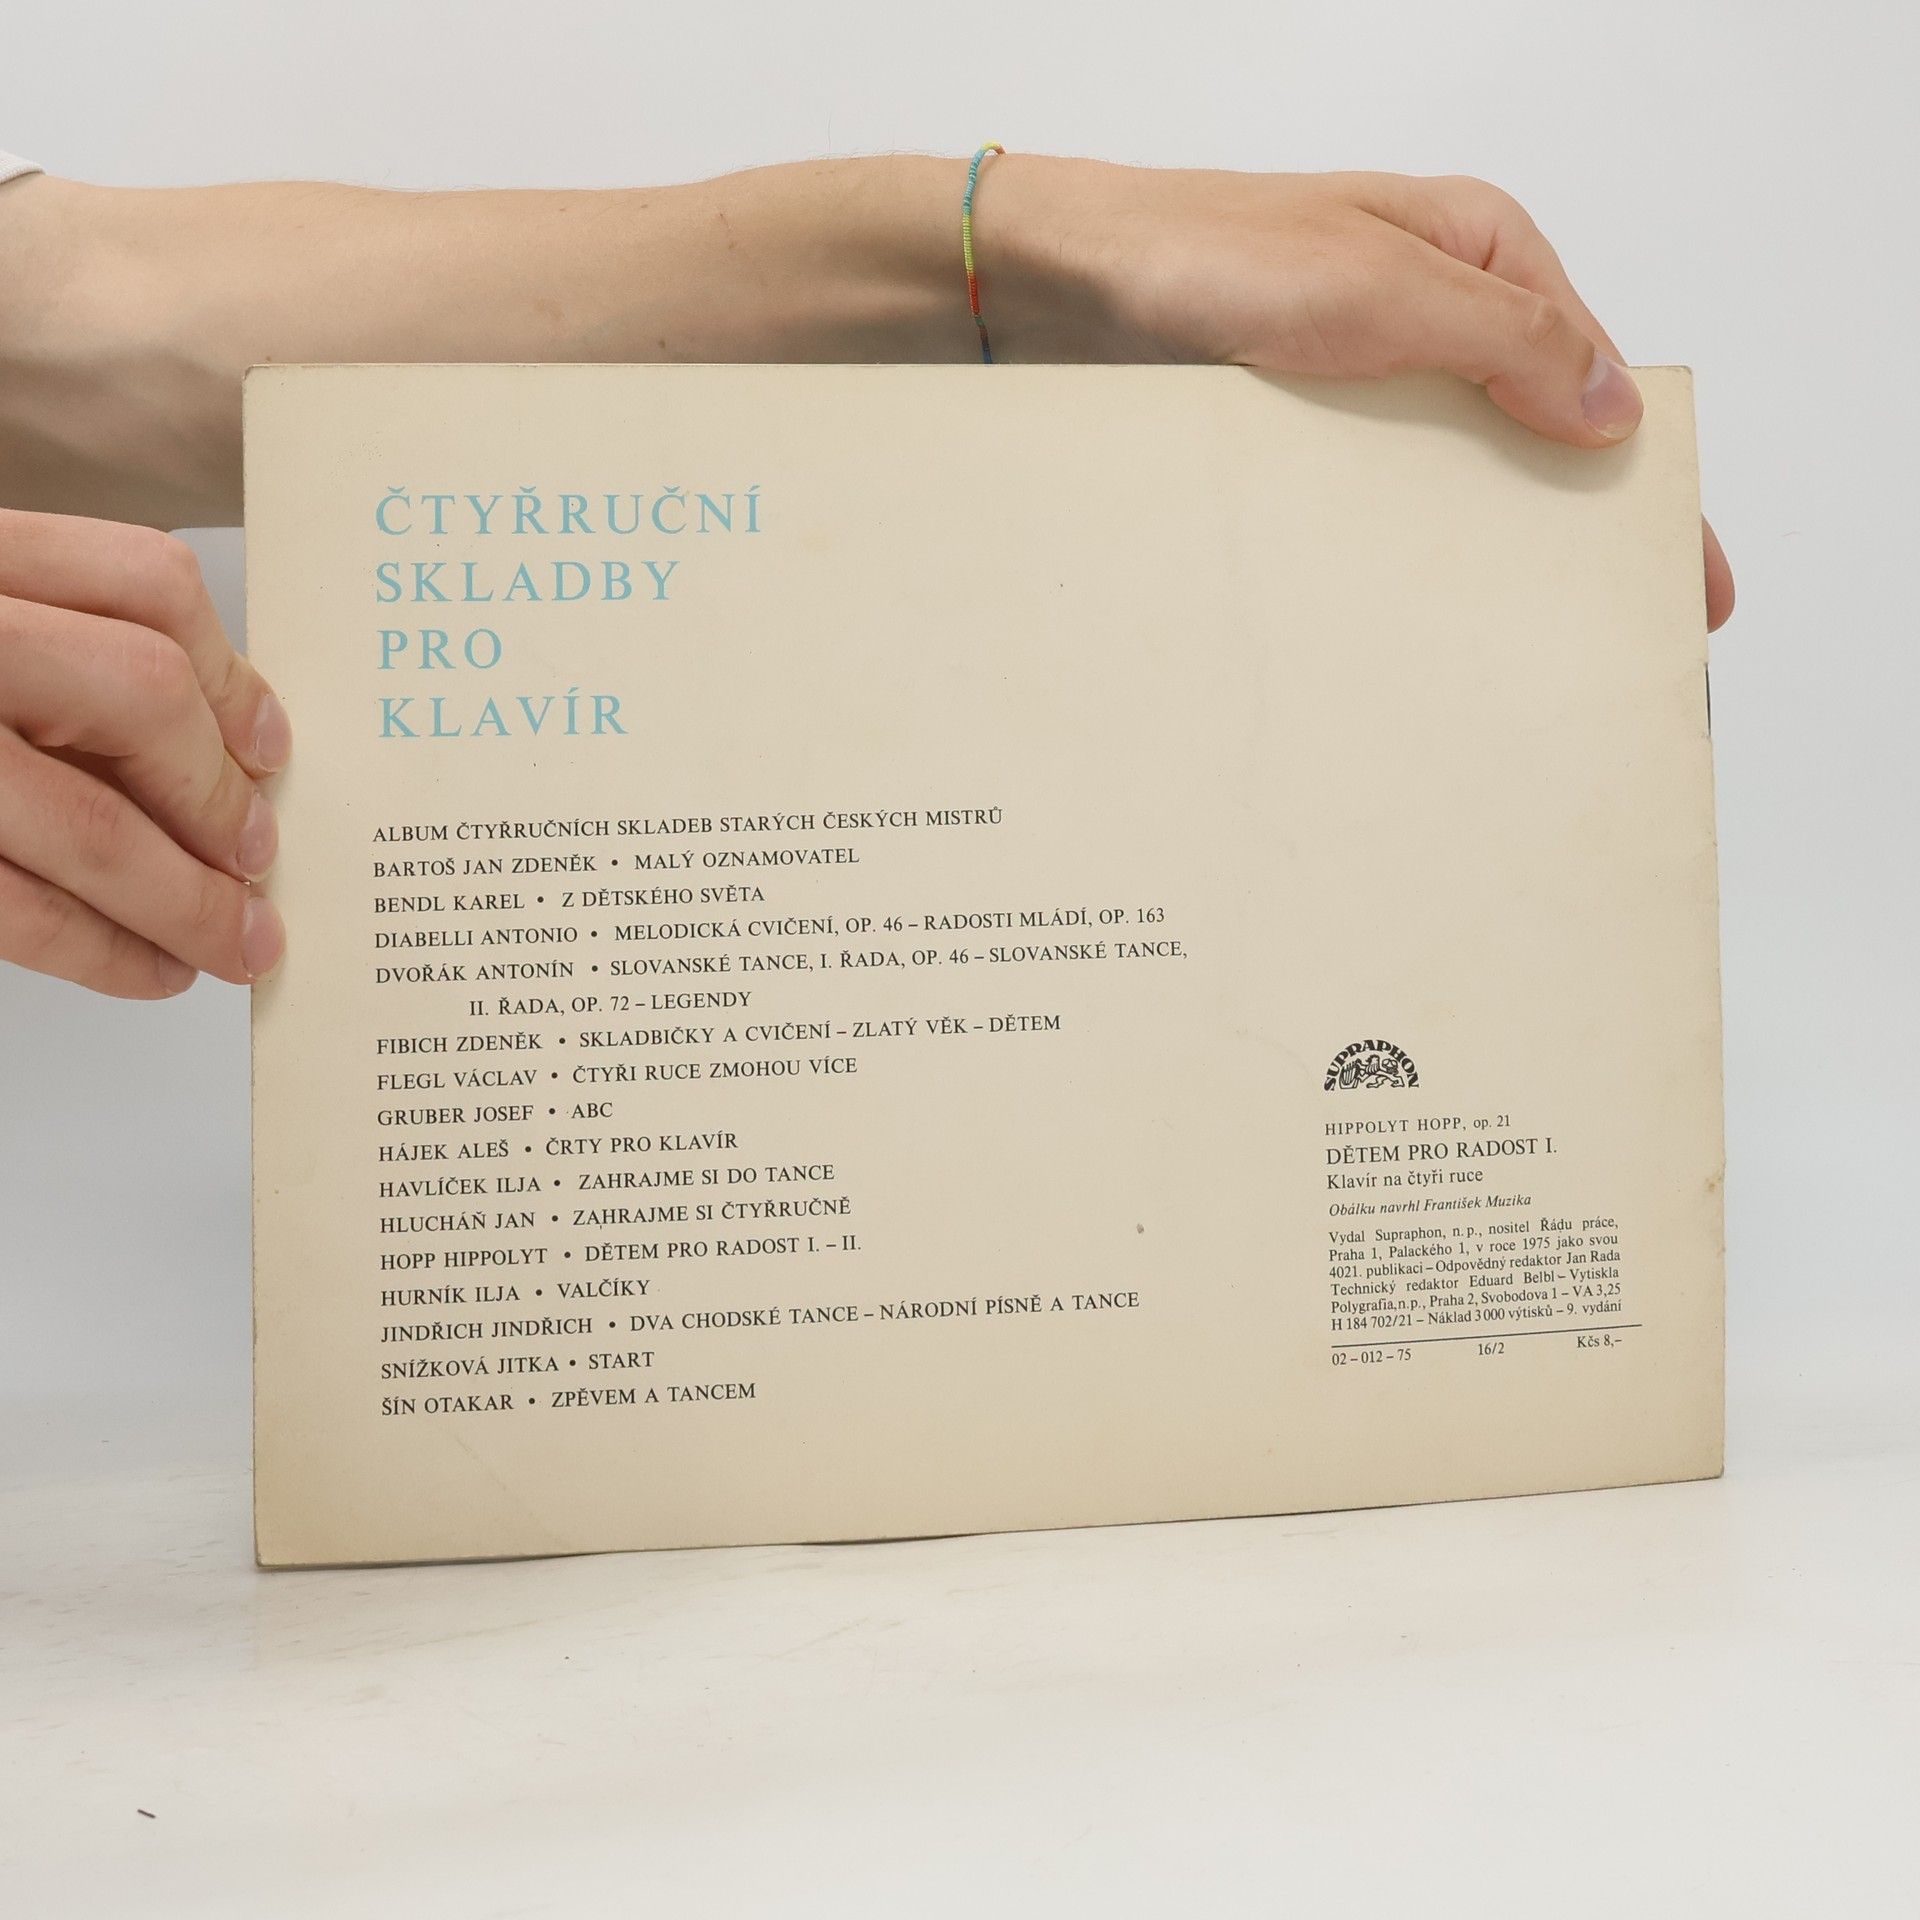 ČTYŘRUČNÍ
SKLADBY
PRO
KLAVÍR
ALBUM ČTYŘRUČNÍCH SKLADEB STARÝCH ČESKÝCH MISTRŮ
BARTOŠ JAN ZDENĚK • MALÝ OZNAMOVATEL
BENDL KAREL • Z DĚTSKÉHO SVĚTA
DIABELLI ANTONIO • MELODICKÁ CVIČENÍ, OP. 46 – RADOSTI MLÁDÍ, OP. 163
DVOŘÁK ANTONÍN • SLOVANSKÉ TANCE, I. ŘADA, OP. 46 – SLOVANSKÉ TANCE,
II. ŘADA, OP. 72 – LEGENDY
FIBICH ZDENĚK • SKLADBIČKY A CVIČENÍ – ZLATÝ VĚK – DĚTEM
FLEGL VÁCLAV • ČTYŘI RUCE ZMOHOU VÍCE
GRUBER JOSEF • ABC
HÁJEK ALEŠ • ČRTY PRO KLAVÍR
HAVLÍČEK ILJA • ZAHRAJME SI DO TANCE
HLUCHÁŇ JAN • ZAHRAJME SI ČTYŘRUČNĚ
HOPP HIPPOLYT • DĚTEM PRO RADOST I. – II.
HURNÍK ILJA • VALČÍKY
JINDŘICH JINDŘICH • DVA CHODSKÉ TANCE – NÁRODNÍ PÍSNĚ A TANCE
SNÍŽKOVÁ JITKA • START
ŠÍN OTAKAR • ZPĚVEM A TANCEM
SUPRAPHON
HIPPOLYT HOPP, op. 21
DĚTEM PRO RADOST I.
Klavír na čtyři ruce
Obálku navrhl František Muzika
Vydal Supraphon, n. p., nositel Řádu práce,
Praha 1, Palackého 1, v roce 1975 jako svou
4021. publikaci – Odpovědný redaktor Jan Rada
Technický redaktor Eduard Belbl – Vytiskla
Polygrafia,n.p., Praha 2, Svobodova 1 – VA 3,25
H 184 702/21 – Náklad 3 000 výtisků – 9. vydání
02 – 012 – 75 16/2 Kčs 8,–